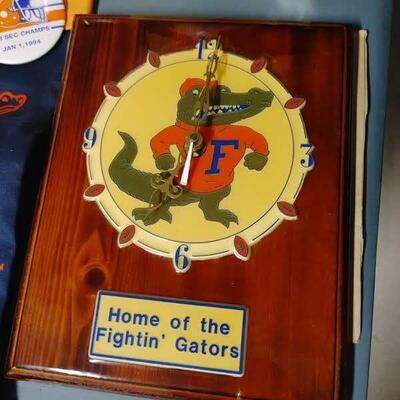 SEC CHAMPS
JAN 1,1994
12
9
3
6
F
Home of the
Fightin' Gators